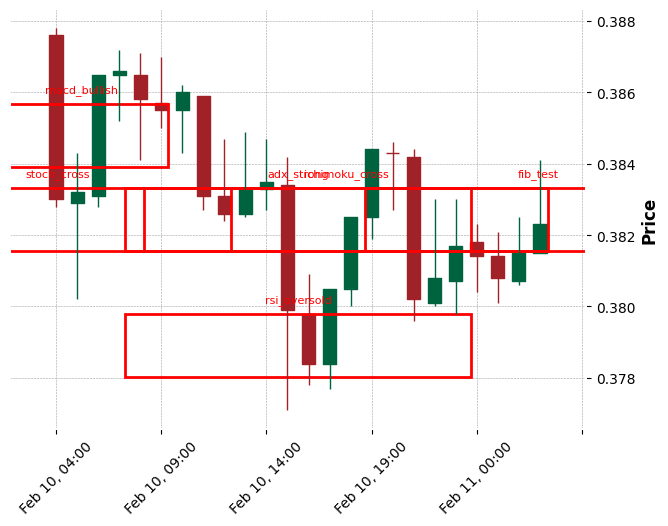 0.388
macd_bullish
0.386
stoch_cross
adx_strong
ichimoku_cross
fib_test
0.384
0.382
Price
rsi_oversold
0.380
0.378
Feb 10, 04:00
Feb 10, 09:00
Feb 10, 14:00
Feb 10, 19:00
Feb 11, 00:00